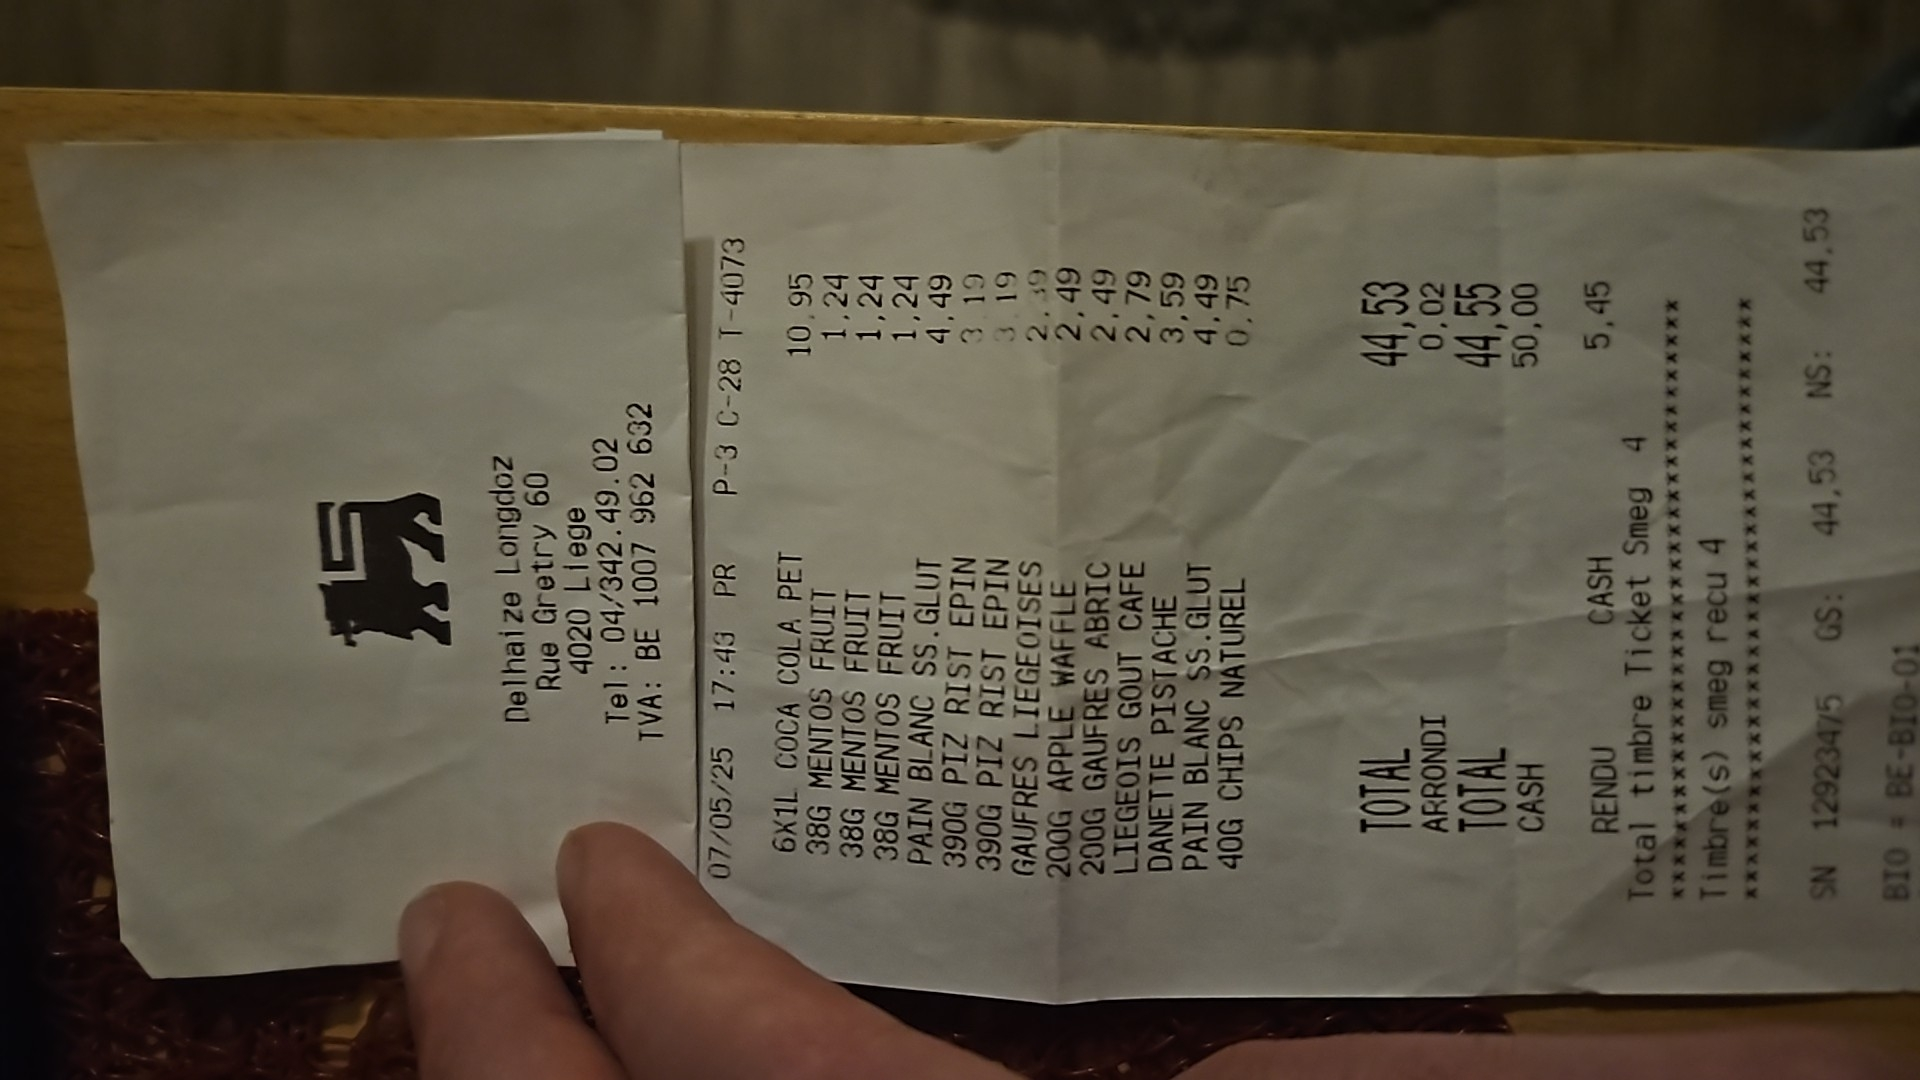 Delhaize Longdoz
Rue Gretry 60
4020 Liege
Tel: 04/342.49.02
TVA: BE 1007 962 632
07/05/25 17:43 PR P-3 C-28 T-4073
6X1L COCA COLA PET 10,95
38G MENTOS FRUIT 1,24
38G MENTOS FRUIT 1,24
38G MENTOS FRUIT 1,24
PAIN BLANC SS.GLUT 4,49
390G PIZ RIST EPIN 3,19
390G PIZ RIST EPIN 3,19
GAUFRES LIEGEOISES 2,39
200G APPLE WAFFLE 2,49
200G GAUFRES ABRIC 2,49
LIEGEOIS GOUT CAFE 2,79
DANETTE PISTACHE 3,59
PAIN BLANC SS.GLUT 4,49
40G CHIPS NATUREL 0,75
TOTAL 44,53
ARRONDI 0,02
TOTAL 44,55
CASH 50,00
RENDU CASH 5,45
Total timbre Ticket Smeg 4
xxxxxxxxxxxxxxxxxxxxxxxxxxxxxxxxxxxxxx
Timbre(s) smeg recu 4
xxxxxxxxxxxxxxxxxxxxxxxxxxxxxxxxxxxxxx
SN 12923475 GS: 44,53 NS: 44,53
BIO = BE-BIO-01